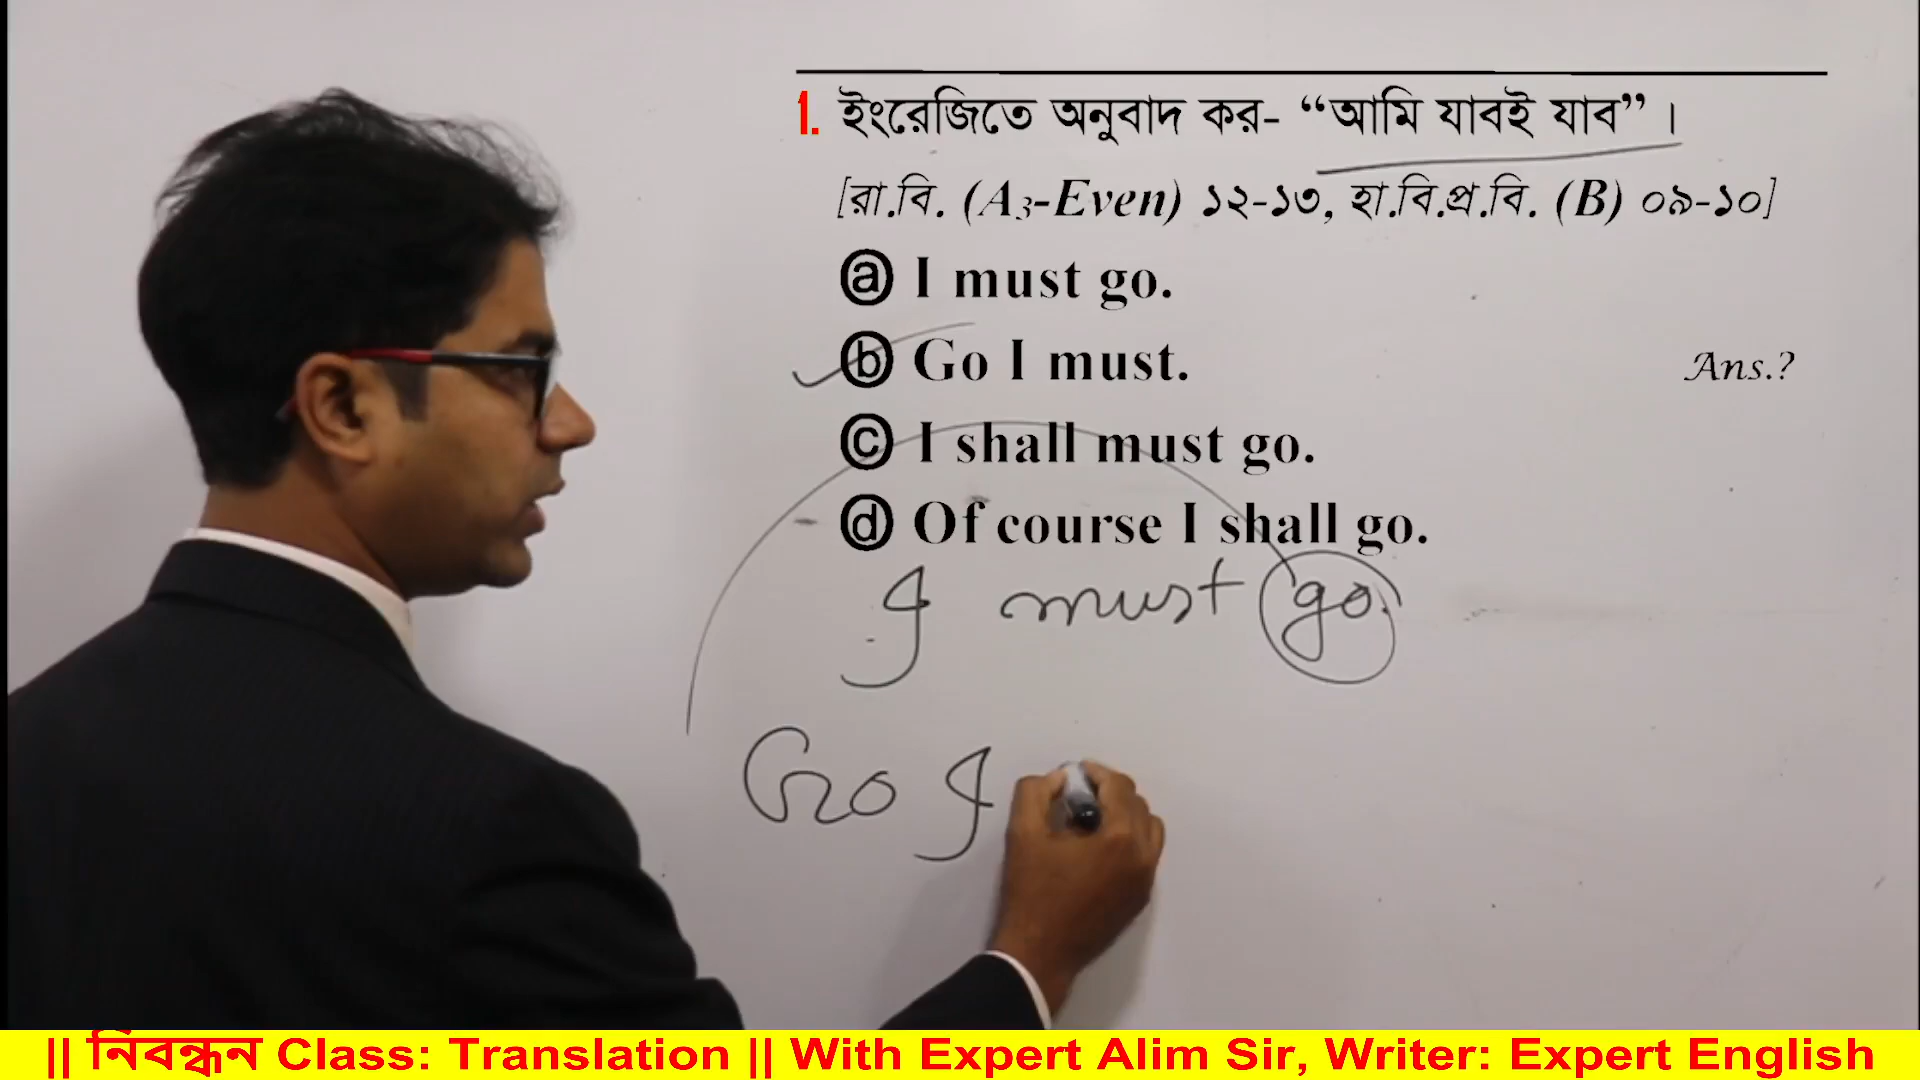 1. ইংরেজিতে অনুবাদ কর- “আমি যাবই যাব” ।
[রা.বি. (A3-Even) ১২-১৩, হা.বি.প্র.বি. (B) ০৯-১০]
ⓐ I must go.
ⓑ Go I must.
Ans.?
ⓒ I shall must go.
ⓓ Of course I shall go.
I must go.
Go I
|| নিবন্ধন Class: Translation || With Expert Alim Sir, Writer: Expert English